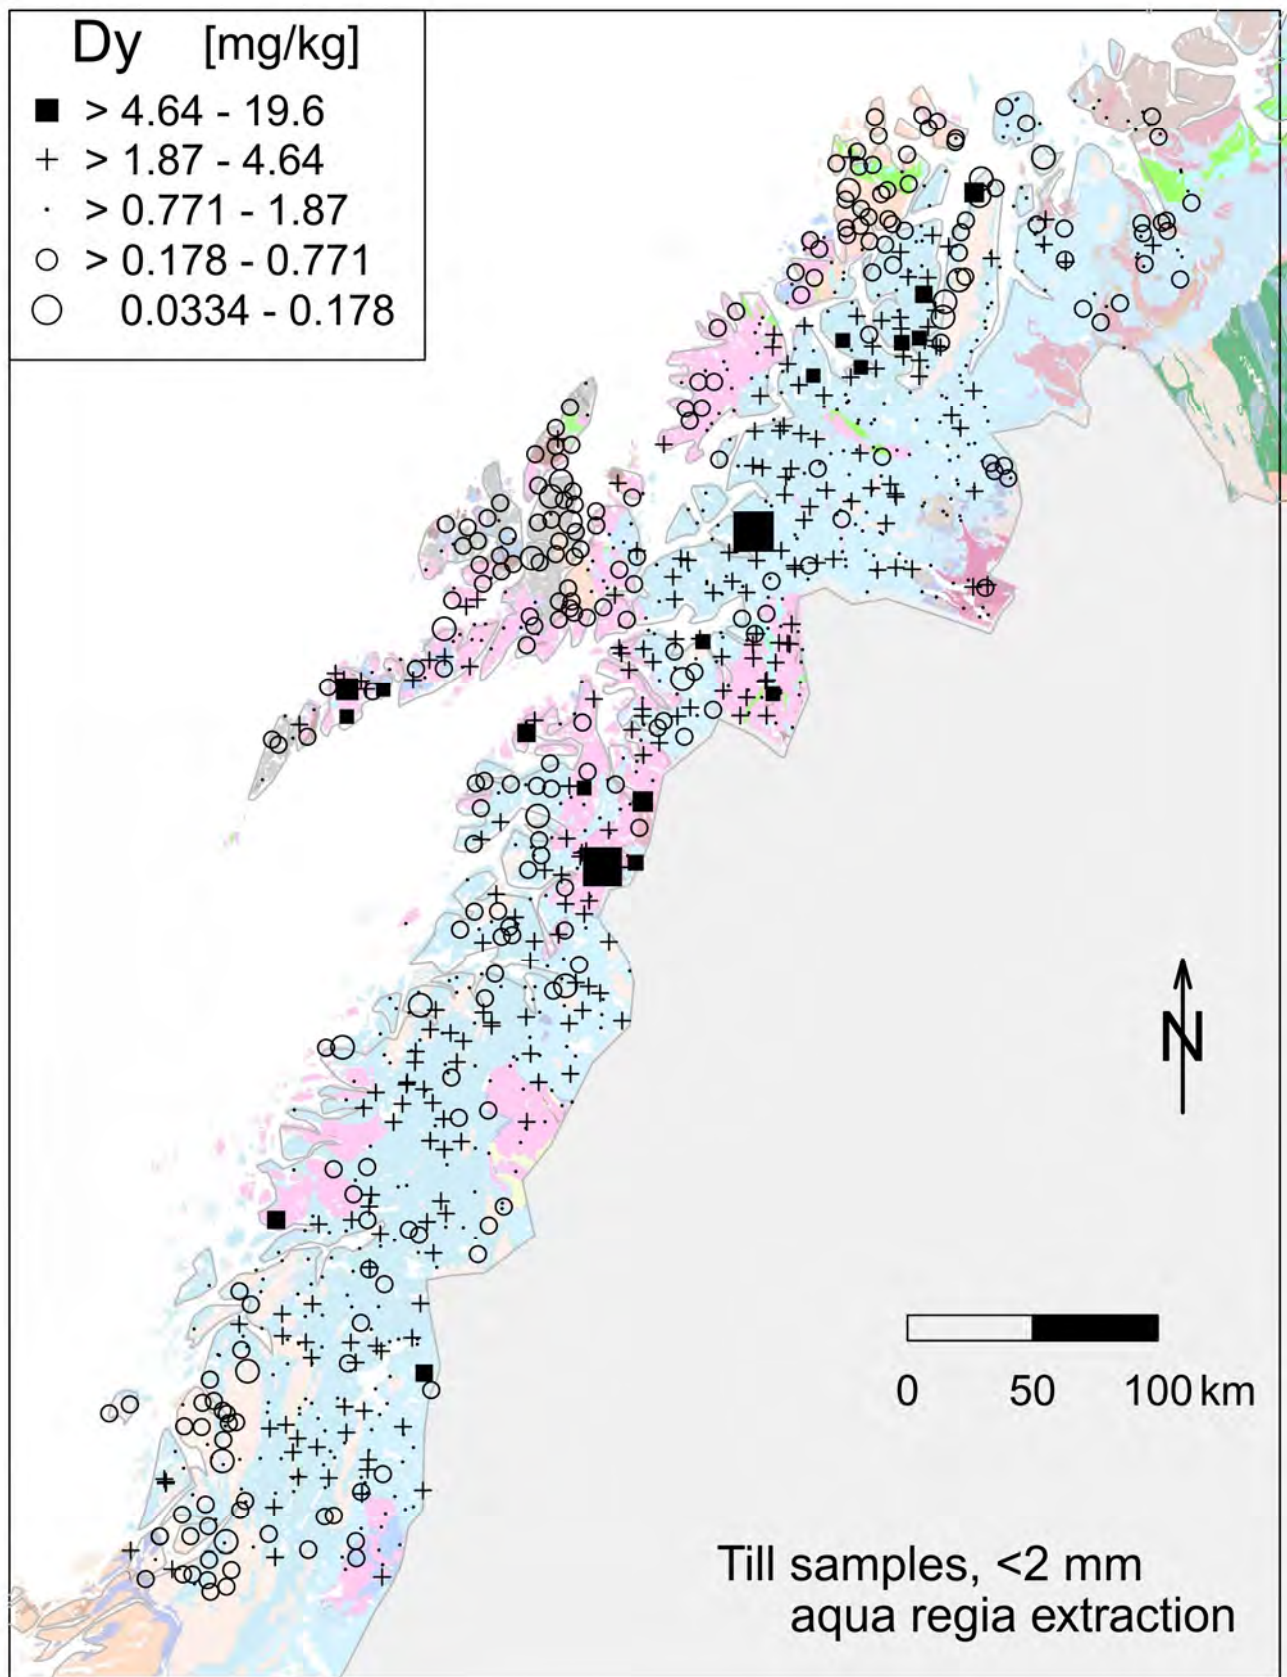 Dy [mg/kg]
> 4.64 - 19.6
> 1.87 - 4.64
> 0.771 - 1.87
> 0.178 - 0.771
0.0334 - 0.178
N
0 50 100 km
Till samples, <2 mm
aqua regia extraction